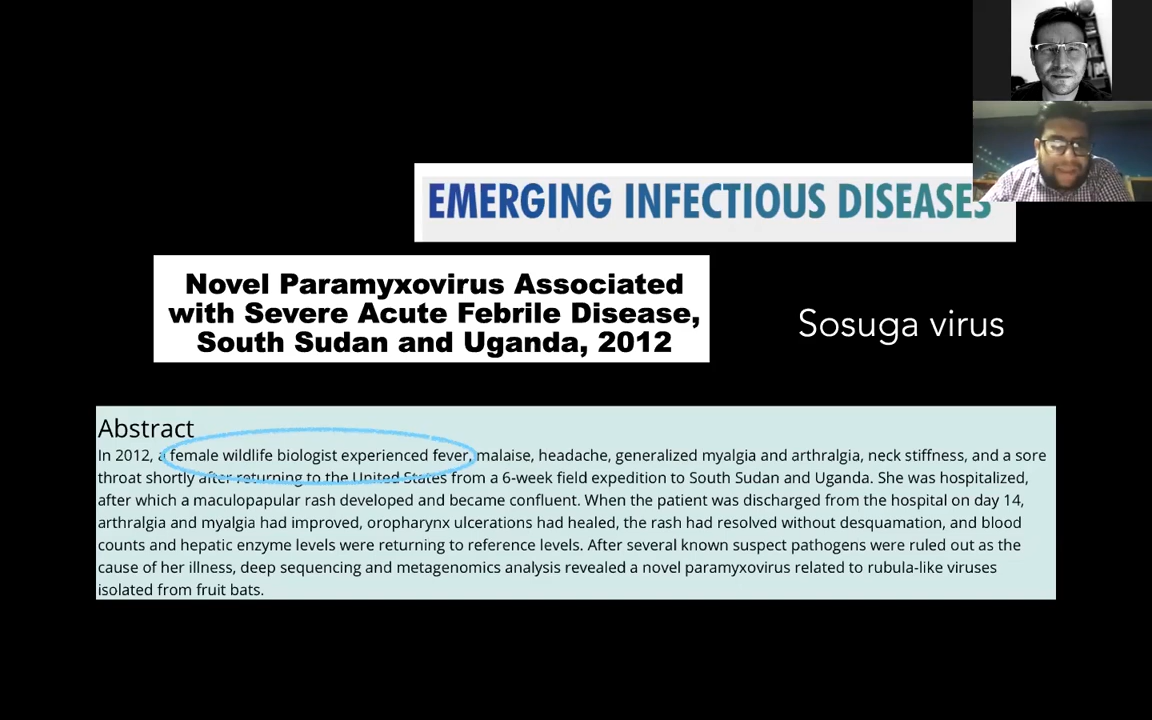 EMERGING INFECTIOUS DISEASES
Novel Paramyxovirus Associated
with Severe Acute Febrile Disease,
South Sudan and Uganda, 2012
Sosuga virus
Abstract
In 2012, a female wildlife biologist experienced fever, malaise, headache, generalized myalgia and arthralgia, neck stiffness, and a sore
throat shortly after returning to the United States from a 6-week field expedition to South Sudan and Uganda. She was hospitalized,
after which a maculopapular rash developed and became confluent. When the patient was discharged from the hospital on day 14,
arthralgia and myalgia had improved, oropharynx ulcerations had healed, the rash had resolved without desquamation, and blood
counts and hepatic enzyme levels were returning to reference levels. After several known suspect pathogens were ruled out as the
cause of her illness, deep sequencing and metagenomics analysis revealed a novel paramyxovirus related to rubula-like viruses
isolated from fruit bats.